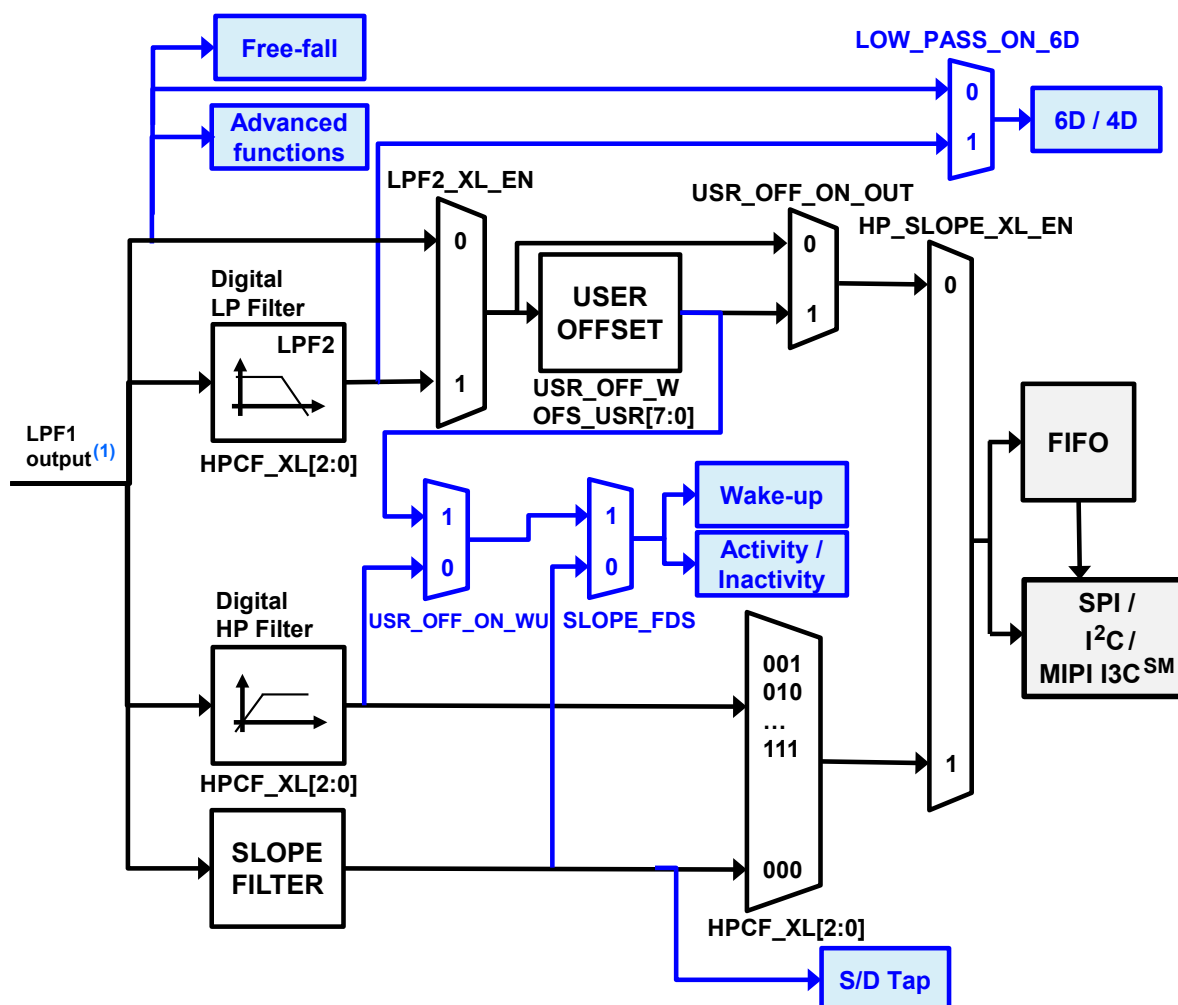 Free-fall
LOW_PASS_ON_6D
0
1
6D / 4D
Advanced
functions
LPF2_XL_EN
0
1
USR_OFF_ON_OUT
0
1
HP_SLOPE_XL_EN
0
1
Digital
LP Filter
LPF2
HPCF_XL[2:0]
USER
OFFSET
USR_OFF_W
OFS_USR[7:0]
LPF1
output(1)
FIFO
1
0
USR_OFF_ON_WU
1
0
SLOPE_FDS
Wake-up
Activity /
Inactivity
SPI /
I2C /
MIPI I3CSM
Digital
HP Filter
HPCF_XL[2:0]
001
010
...
111
000
HPCF_XL[2:0]
SLOPE
FILTER
S/D Tap